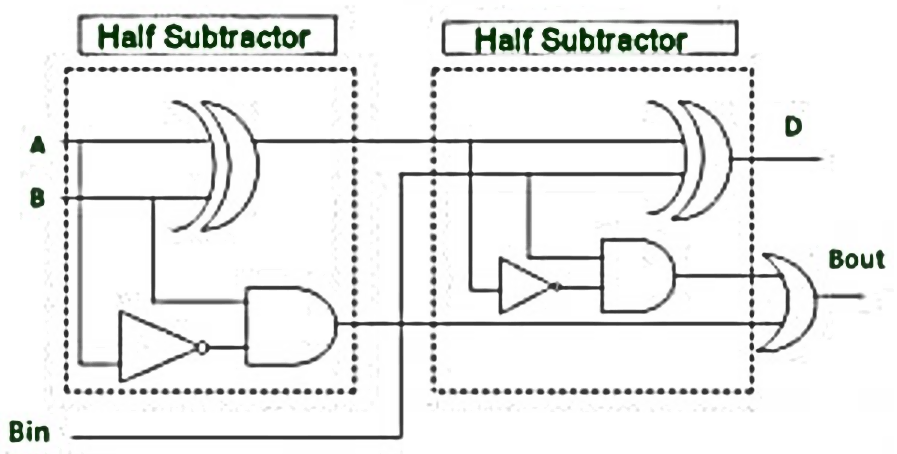 Half Subtractor
Half Subtractor
A
B
D
Bout
Bin